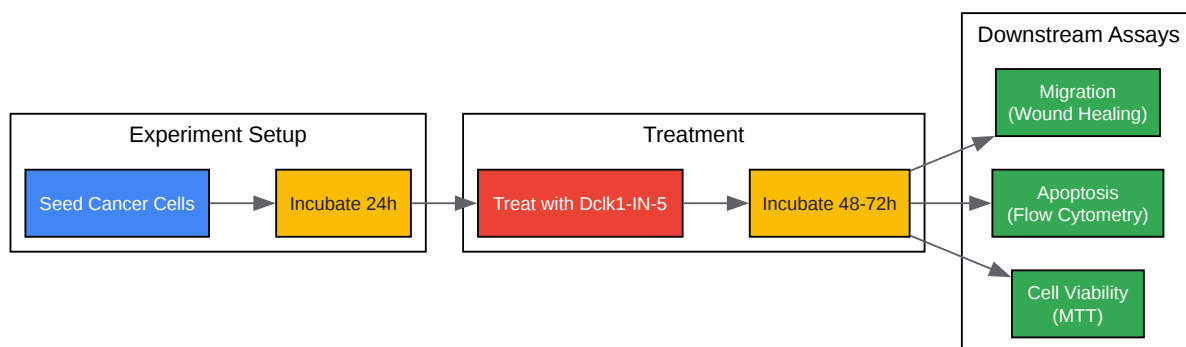 Experiment Setup
Seed Cancer Cells
Incubate 24h
Treatment
Treat with Dclk1-IN-5
Incubate 48-72h
Downstream Assays
Migration
(Wound Healing)
Apoptosis
(Flow Cytometry)
Cell Viability
(MTT)